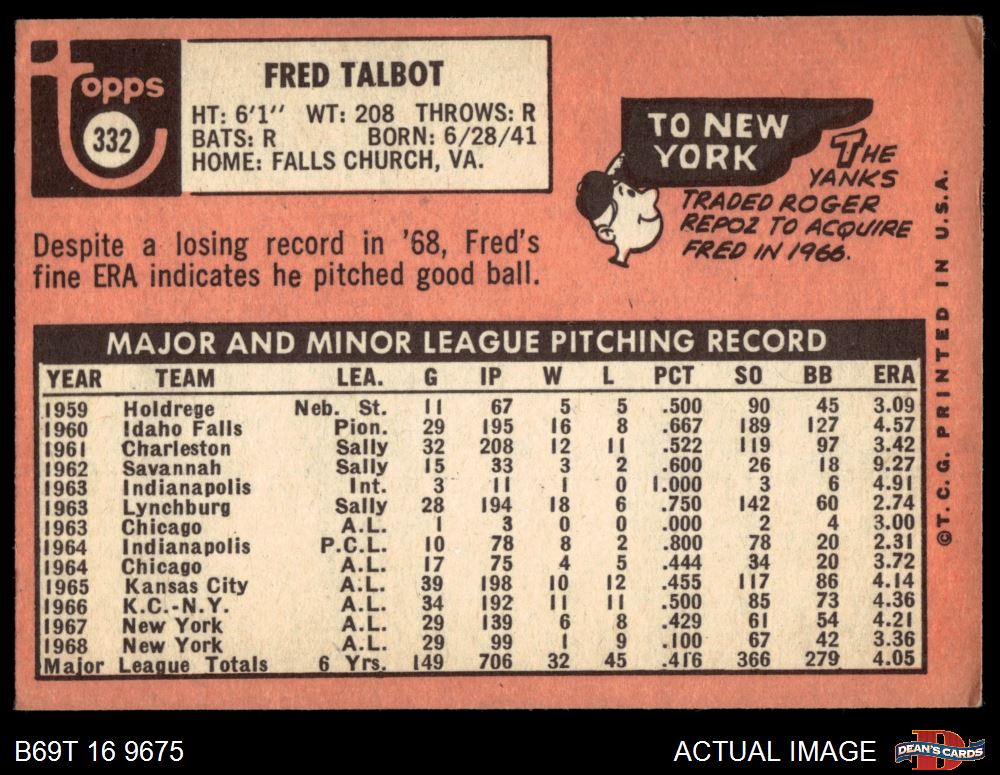 Topps
332
FRED TALBOT
HT: 6'1" WT: 208 THROWS: R
BATS: R BORN: 6/28/41
HOME: FALLS CHURCH, VA.
Despite a losing record in '68, Fred's
fine ERA indicates he pitched good ball.
TO NEW
YORK
THE
YANKS
TRADED ROGER
REPOZ TO ACQUIRE
FRED IN 1966.
©T. C. G. PRINTED IN U.S.A.
MAJOR AND MINOR LEAGUE PITCHING RECORD
YEAR TEAM LEA. G IP W L PCT SO BB ERA
1959 Holdrege Neb. St. 11 67 5 5 .500 90 45 3.09
1960 Idaho Falls Pion. 29 195 16 8 .667 189 127 4.57
1961 Charleston Sally 32 208 12 11 .522 119 97 3.42
1962 Savannah Sally 15 33 3 2 .600 26 18 9.27
1963 Indianapolis Int. 3 11 1 0 1.000 3 6 4.91
1963 Lynchburg Sally 28 194 18 6 .750 142 60 2.74
1963 Chicago A.L. 1 3 0 0 .000 2 4 3.00
1964 Indianapolis P.C.L. 10 78 8 2 .800 78 20 2.31
1964 Chicago A.L. 17 75 4 5 .444 34 20 3.72
1965 Kansas City A.L. 39 198 10 12 .455 117 86 4.14
1966 K.C.-N.Y. A.L. 34 192 11 11 .500 85 73 4.36
1967 New York A.L. 29 139 6 8 .429 61 54 4.21
1968 New York A.L. 29 99 1 9 .100 67 42 3.36
Major League Totals 6 Yrs. 149 706 32 45 .416 366 279 4.05
B69T 16 9675
ACTUAL IMAGE
DEAN'S CARDS